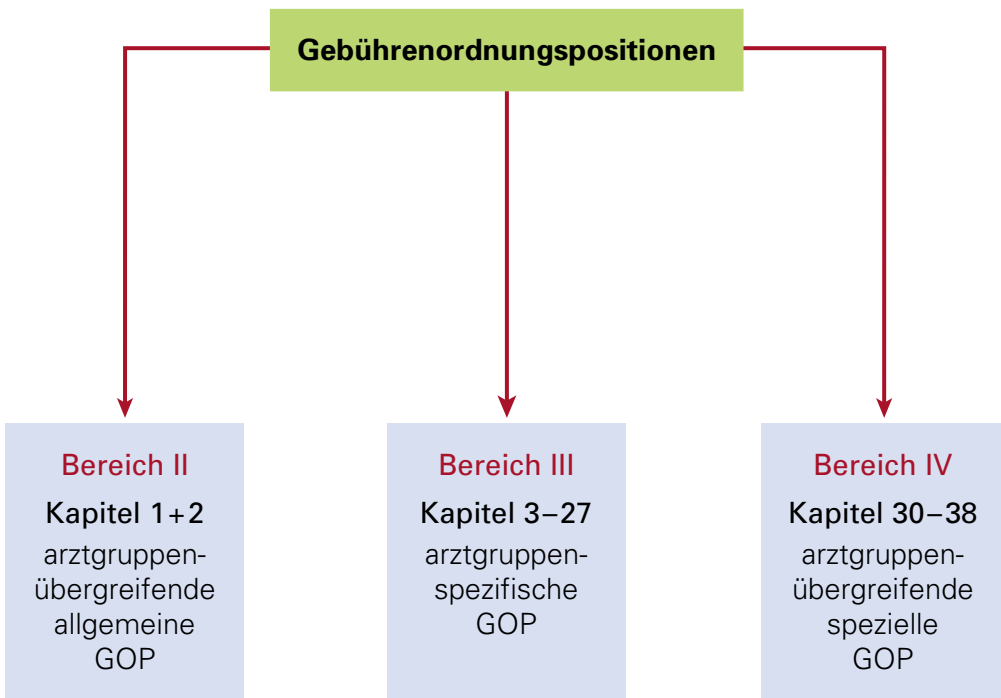 Gebührenordnungspositionen
Bereich II
Kapitel 1+2
arztgruppen-
übergreifende
allgemeine
GOP
Bereich III
Kapitel 3–27
arztgruppen-
spezifische
GOP
Bereich IV
Kapitel 30–38
arztgruppen-
übergreifende
spezielle
GOP